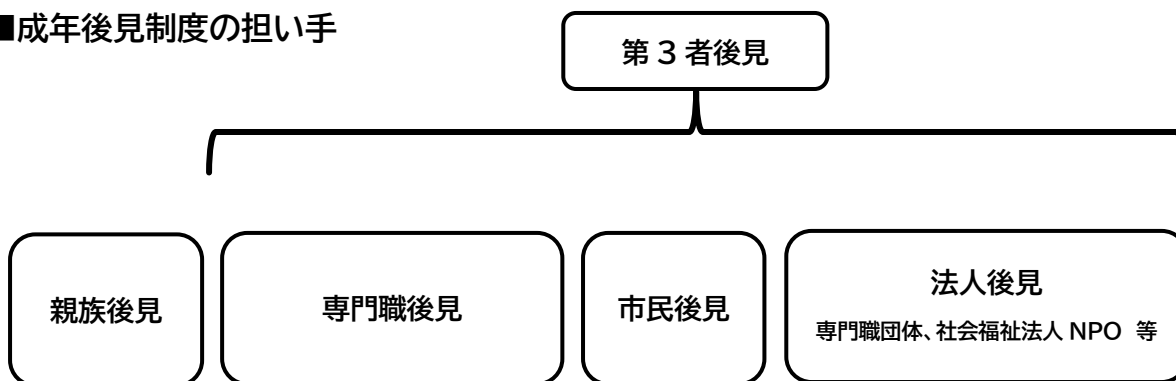 ■成年後見制度の担い手
第3者後見
親族後見
専門職後見
市民後見
法人後見
専門職団体、社会福祉法人 NPO 等